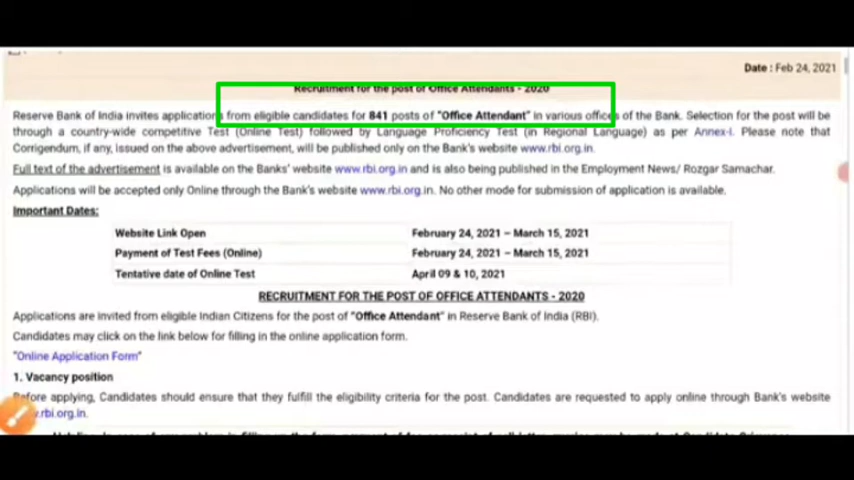 Date : Feb 24, 2021
Recruitment for the post of Office Attendants - 2020
Reserve Bank of India invites applications from eligible candidates for 841 posts of "Office Attendant" in various offices of the Bank. Selection for the post will be
through a country-wide competitive Test (Online Test) followed by Language Proficiency Test (in Regional Language) as per Annex-I. Please note that
Corrigendum, if any, issued on the above advertisement, will be published only on the Bank's website www.rbi.org.in.
Full text of the advertisement is available on the Banks' website www.rbi.org.in and is also being published in the Employment News/ Rozgar Samachar.
Applications will be accepted only Online through the Bank's website www.rbi.org.in. No other mode for submission of application is available.
Important Dates:
Website Link Open February 24, 2021 – March 15, 2021
Payment of Test Fees (Online) February 24, 2021 – March 15, 2021
Tentative date of Online Test April 09 & 10, 2021
RECRUITMENT FOR THE POST OF OFFICE ATTENDANTS - 2020
Applications are invited from eligible Indian Citizens for the post of "Office Attendant" in Reserve Bank of India (RBI).
Candidates may click on the link below for filling in the online application form.
"Online Application Form"
1. Vacancy position
Before applying, Candidates should ensure that they fulfill the eligibility criteria for the post. Candidates are requested to apply online through Bank's website
.rbi.org.in.